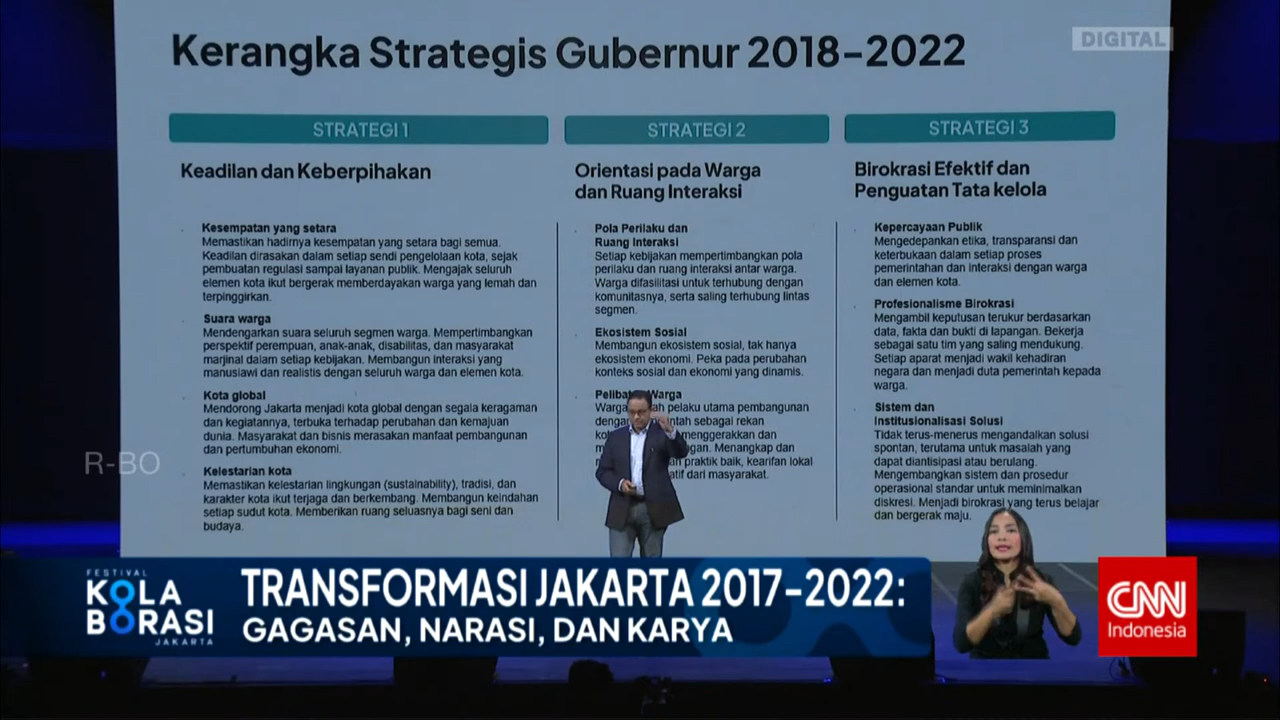 Kerangka Strategis Gubernur 2018–2022
DIGITAL
STRATEGI 1
Keadilan dan Keberpihakan
Kesempatan yang setara
Memastikan hadirnya kesempatan yang setara bagi semua.
Keadilan dirasakan dalam setiap sendi pengelolaan kota, sejak
pembuatan regulasi sampai layanan publik. Mengajak seluruh
elemen kota ikut bergerak memberdayakan warga yang lemah dan
terpinggirkan.
Suara warga
Mendengarkan suara seluruh segmen warga. Mempertimbangkan
perspektif perempuan, anak-anak, disabilitas, dan masyarakat
marjinal dalam setiap kebijakan. Membangun interaksi yang
manusiawi dan realistis dengan seluruh warga dan elemen kota.
Kota global
Mendorong Jakarta menjadi kota global dengan segala keragaman
dan kegiatannya, terbuka terhadap perubahan dan kemajuan
dunia. Masyarakat dan bisnis merasakan manfaat pembangunan
dan pertumbuhan ekonomi.
Kelestarian kota
Memastikan kelestarian lingkungan (sustainability), tradisi, dan
karakter kota ikut terjaga dan berkembang. Membangun keindahan
setiap sudut kota. Memberikan ruang seluasnya bagi seni dan
budaya.
STRATEGI 2
Orientasi pada Warga
dan Ruang Interaksi
Pola Perilaku dan
Ruang Interaksi
Setiap kebijakan mempertimbangkan pola
perilaku dan ruang interaksi antar warga.
Warga difasilitasi untuk terhubung dengan
komunitasnya, serta saling terhubung lintas
segmen.
Ekosistem Sosial
Membangun ekosistem sosial, tak hanya
ekosistem ekonomi. Peka pada perubahan
konteks sosial dan ekonomi yang dinamis.
Warga
Warga pelaku utama pembangunan
sebagai rekan
menggerakkan dan
Menangkap dan
praktik baik, kearifan lokal
dari masyarakat.
STRATEGI 3
Birokrasi Efektif dan
Penguatan Tata kelola
Kepercayaan Publik
Mengedepankan etika, transparansi dan
keterbukaan dalam setiap proses
pemerintahan dan interaksi dengan warga
dan elemen kota.
Profesionalisme Birokrasi
Mengambil keputusan terukur berdasarkan
data, fakta dan bukti di lapangan. Bekerja
sebagai satu tim yang saling mendukung.
Setiap aparat menjadi wakil kehadiran
negara dan menjadi duta pemerintah kepada
warga.
Sistem dan
Institusionalisasi Solusi
Tidak terus-menerus mengandalkan solusi
spontan, terutama untuk masalah yang
dapat diantisipasi atau berulang.
Mengembangkan sistem dan prosedur
operasional standar untuk meminimalkan
diskresi. Menjadi birokrasi yang terus belajar
dan bergerak maju.
R-BO
FESTIVAL
KOLA
BORASI
JAKARTA
TRANSFORMASI JAKARTA 2017-2022:
GAGASAN, NARASI, DAN KARYA
CNN
Indonesia